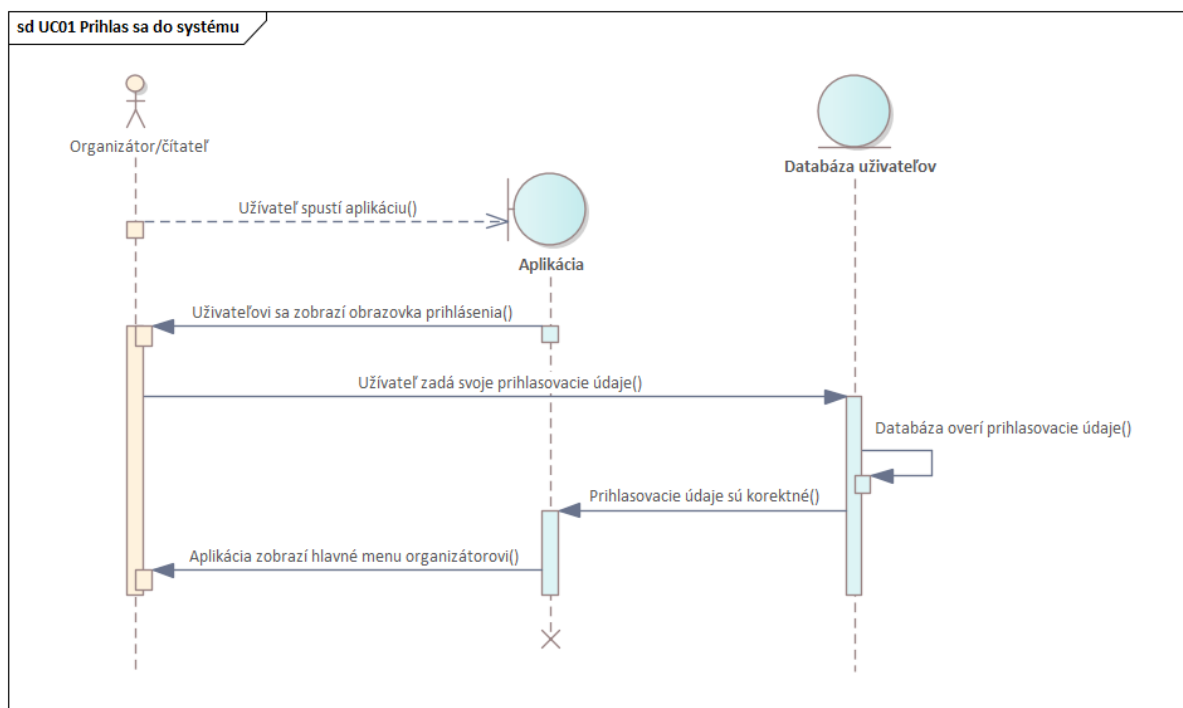 sd UC01 Prihlas sa do systému
Organizátor/čítateľ
Databáza uživateľov
Užívateľ spustí aplikáciu()
Aplikácia
Uživateľovi sa zobrazí obrazovka prihlásenia()
Užívateľ zadá svoje prihlasovacie údaje()
Databáza overí prihlasovacie údaje()
Prihlasovacie údaje sú korektné()
Aplikácia zobrazí hlavné menu organizátorovi()